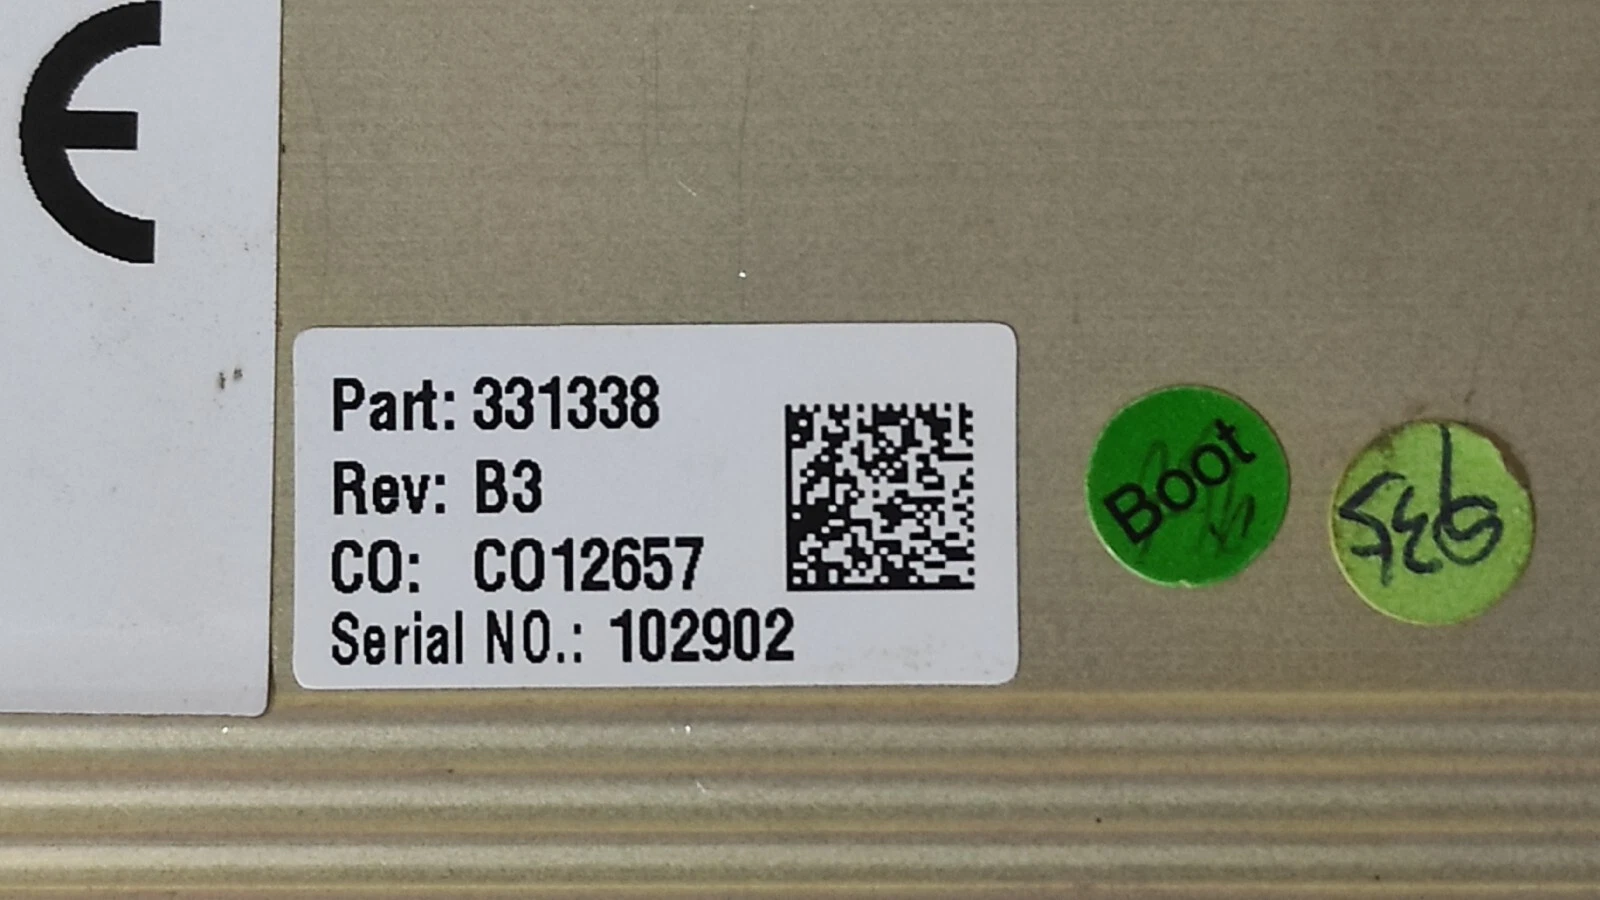 Part: 331338
Rev: B3
CO: CO12657
Serial NO.: 102902
Boot